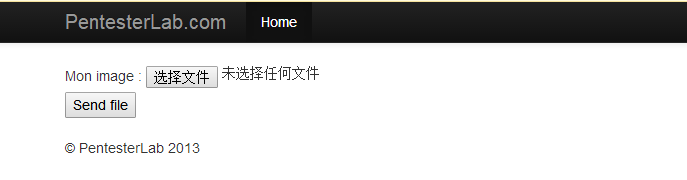 PentesterLab.com Home
Mon image : 选择文件 未选择任何文件
Send file
© PentesterLab 2013